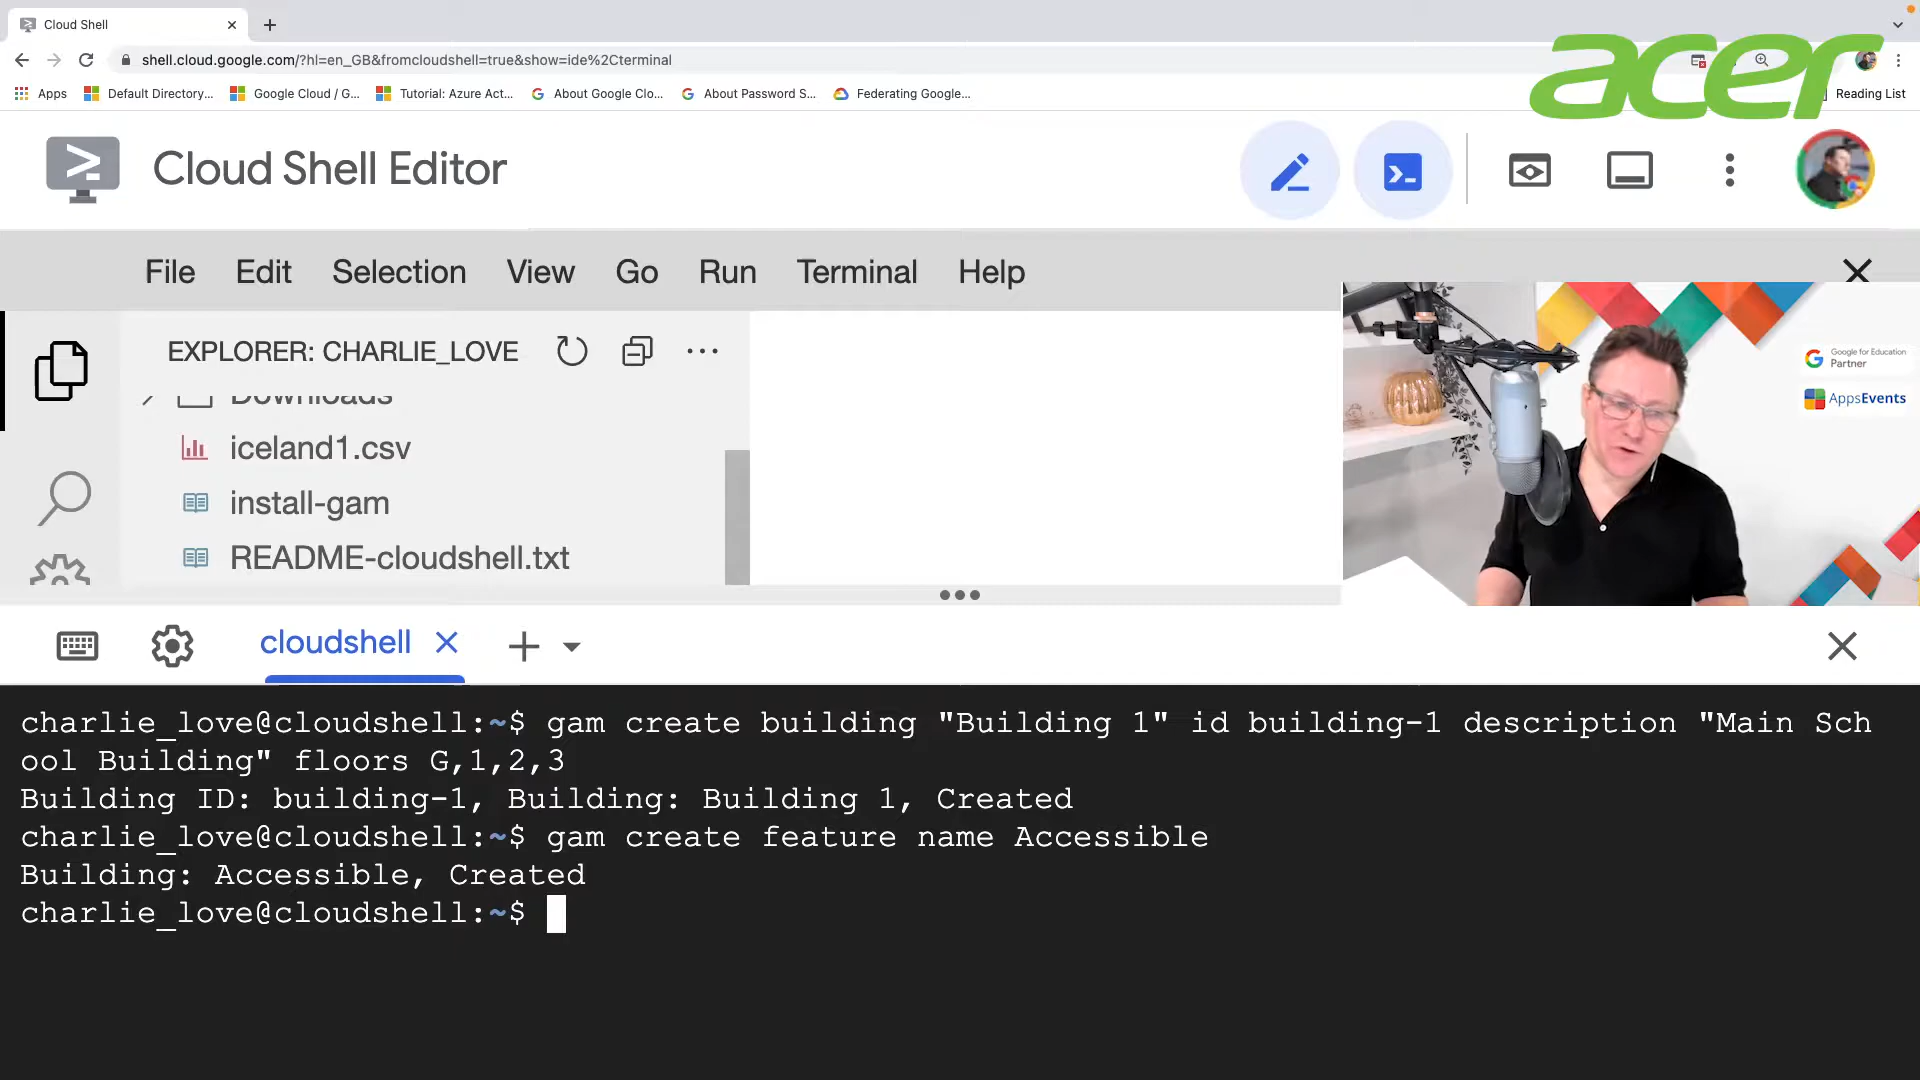 Cloud Shell
shell.cloud.google.com/?hl=en_GB&fromcloudshell=true&show=ide%2Cterminal
Apps
Default Directory...
Google Cloud / G...
Tutorial: Azure Act...
About Google Clo...
About Password S...
Federating Google...
Reading List
acer
Cloud Shell Editor
File Edit Selection View Go Run Terminal Help
EXPLORER: CHARLIE_LOVE
Downloads
iceland1.csv
install-gam
README-cloudshell.txt
Google for Education
Partner
AppsEvents
cloudshell
charlie_love@cloudshell:~$ gam create building "Building 1" id building-1 description "Main Sch
ool Building" floors G,1,2,3
Building ID: building-1, Building: Building 1, Created
charlie_love@cloudshell:~$ gam create feature name Accessible
Building: Accessible, Created
charlie_love@cloudshell:~$